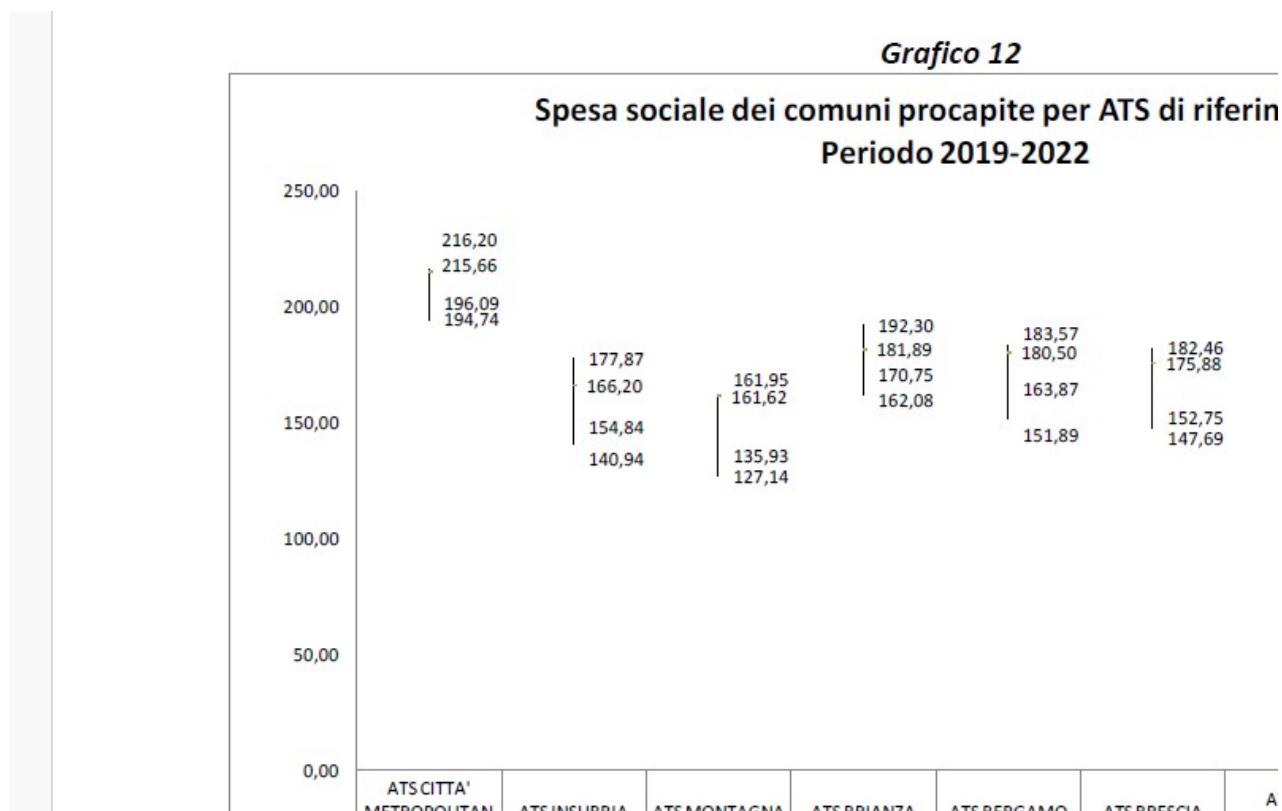 Grafico 12
Spesa sociale dei comuni procapite per ATS di riferin
Periodo 2019-2022
250,00
200,00
150,00
100,00
50,00
0,00
216,20
215,66
196,09
194,74
177,87
166,20
154,84
140,94
161,95
161,62
135,93
127,14
192,30
181,89
170,75
162,08
183,57
180,50
163,87
151,89
182,46
175,88
152,75
147,69
ATS CITTA'
METROPOLITAN
ATS INSUBRIA
ATS MONTAGNA
ATS BRIANZA
ATS BERGAMO
ATS BRESCIA
A